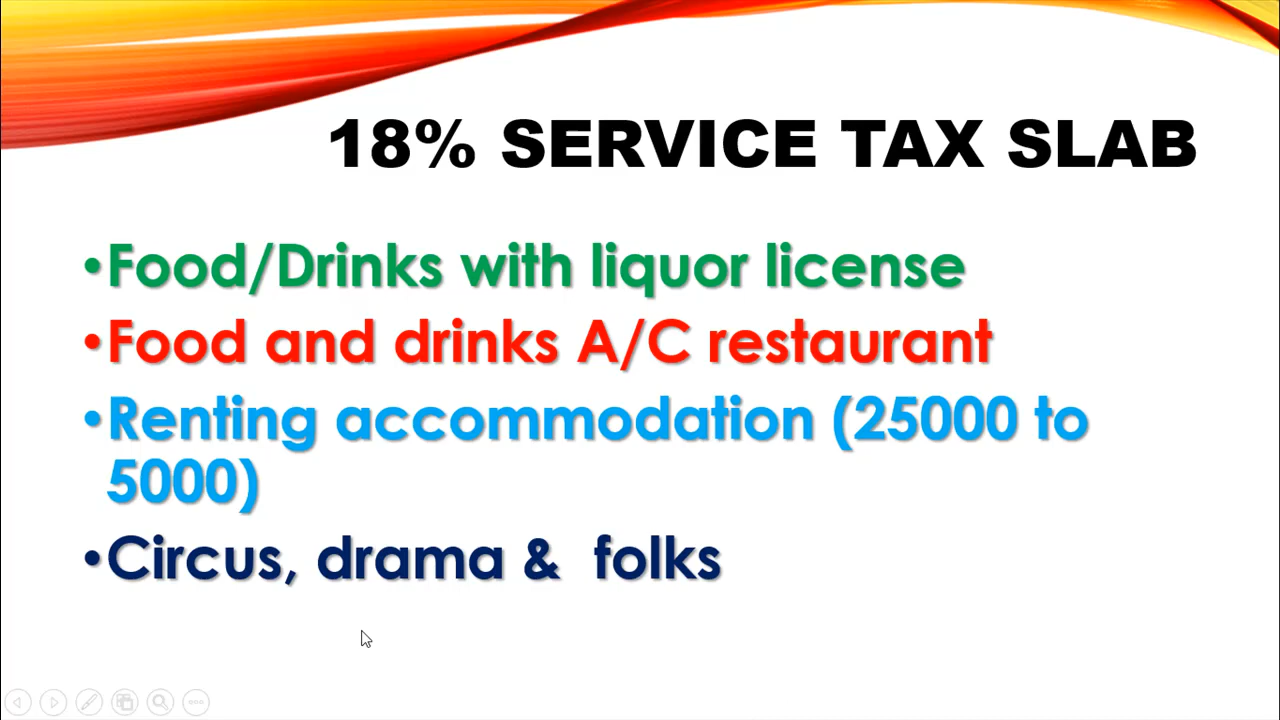 18% SERVICE TAX SLAB
•Food/Drinks with liquor license
•Food and drinks A/C restaurant
•Renting accommodation (25000 to
5000)
•Circus, drama & folks